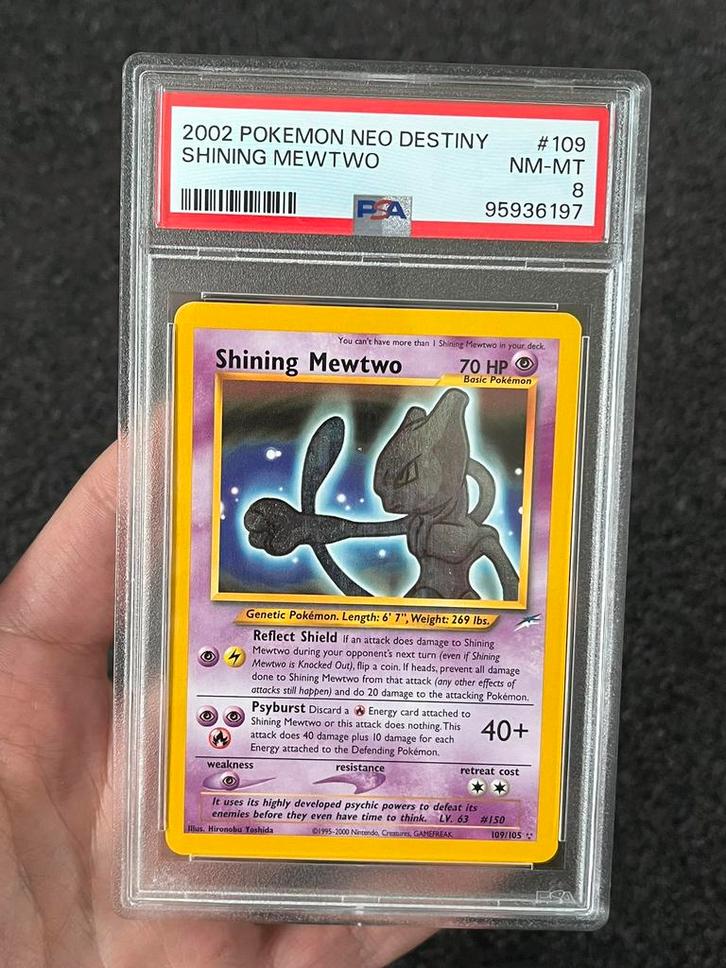 2002 POKEMON NEO DESTINY #109
SHINING MEWTWO NM-MT
8
PSA 95936197
You can't have more than 1 Shining Mewtwo in your deck.
Shining Mewtwo 70 HP
Basic Pokémon
Genetic Pokémon. Length: 6' 7", Weight: 269 lbs.
Reflect Shield If an attack does damage to Shining
Mewtwo during your opponent's next turn (even if Shining
Mewtwo is Knocked Out), flip a coin. If heads, prevent all damage
done to Shining Mewtwo from that attack (any other effects of
attacks still happen) and do 20 damage to the attacking Pokémon.
Psyburst Discard a Energy card attached to
Shining Mewtwo or this attack does nothing. This
attack does 40 damage plus 10 damage for each
Energy attached to the Defending Pokémon.
40+
weakness resistance retreat cost
It uses its highly developed psychic powers to defeat its
enemies before they even have time to think. LV. 63 #150
Illus. Hironobu Yoshida ©1995-2000 Nintendo, Creatures, GAMEFREAK. 109/105
PSA